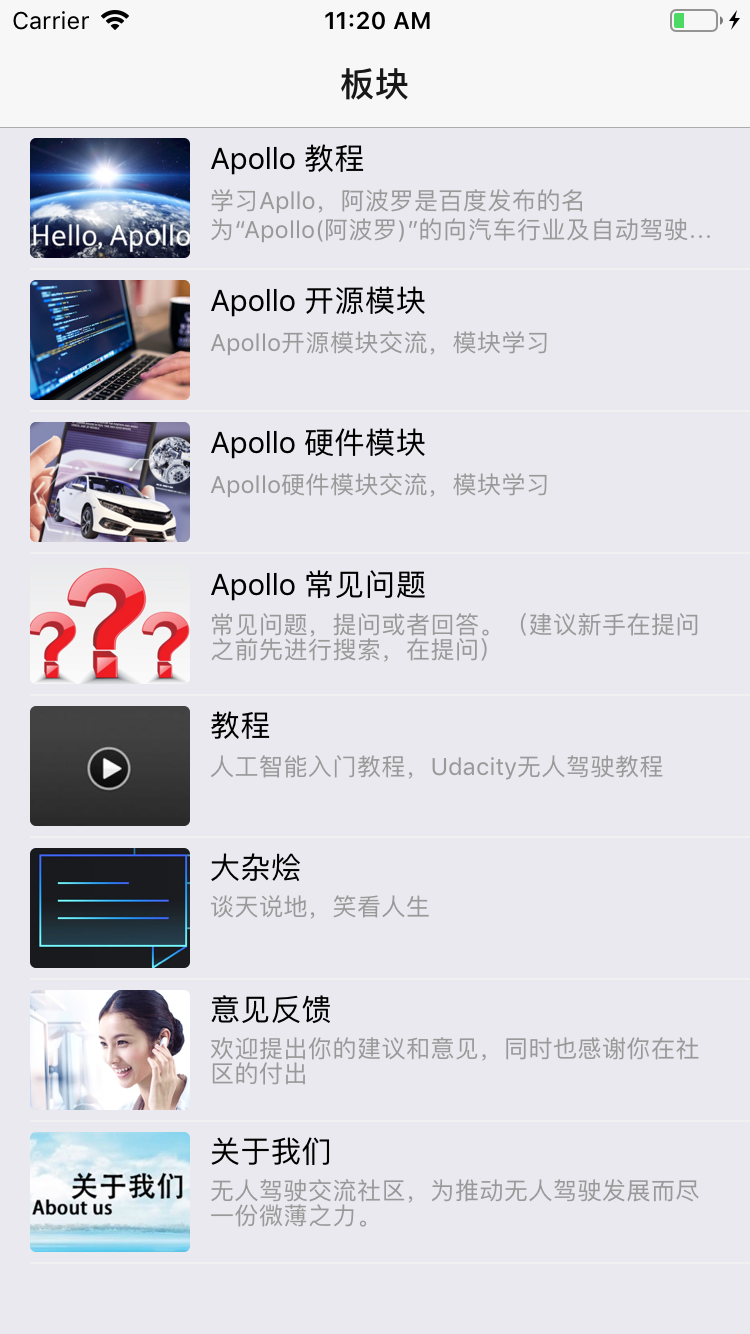 Carrier 11:20 AM
板块
Apollo 教程
学习Apllo，阿波罗是百度发布的名
为“Apollo(阿波罗)”的向汽车行业及自动驾驶...
Hello, Apollo
Apollo 开源模块
Apollo开源模块交流，模块学习
Apollo 硬件模块
Apollo硬件模块交流，模块学习
Apollo 常见问题
常见问题，提问或者回答。（建议新手在提问
之前先进行搜索，在提问）
教程
人工智能入门教程，Udacity无人驾驶教程
大杂烩
谈天说地，笑看人生
意见反馈
欢迎提出你的建议和意见，同时也感谢你在社
区的付出
关于我们
无人驾驶交流社区，为推动无人驾驶发展而尽
一份微薄之力。
关于我们
About us